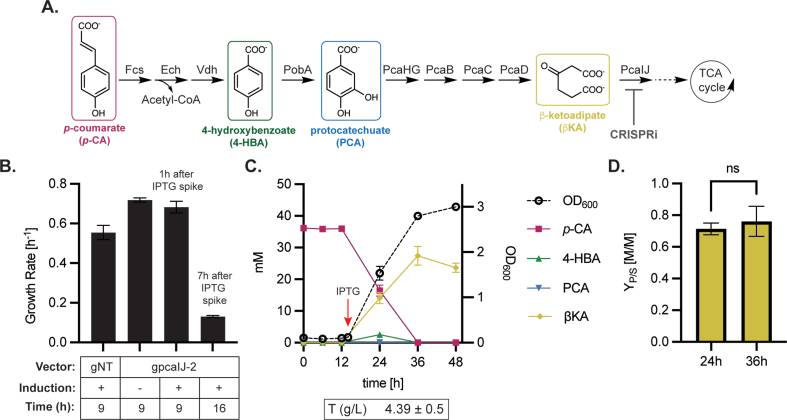 A.
COO⁻
OH
p-coumarate
(p-CA)
Fcs
Ech
Vdh
Acetyl-CoA
COO⁻
OH
4-hydroxybenzoate
(4-HBA)
PobA
COO⁻
OH
OH
protocatechuate
(PCA)
PcaHG
PcaB
PcaC
PcaD
O
COO⁻
COO⁻
β-ketoadipate
(βKA)
PcaIJ
CRISPRi
TCA
cycle
B.
Growth Rate [h⁻¹]
0.8
0.6
0.4
0.2
0.0
1h after
IPTG spike
7h after
IPTG
spike
Vector: gNT gpcaIJ-2
Induction: + - + +
Time (h): 9 9 9 16
C.
mM
50
40
30
20
10
0
IPTG
0 12 24 36 48
time [h]
3
2
1
0
OD₆₀₀
T (g/L) 4.39 ± 0.5
OD₆₀₀
p-CA
4-HBA
PCA
βKA
D.
Y_P/S [M/M]
1.0
0.8
0.6
0.4
0.2
0.0
ns
24h 36h